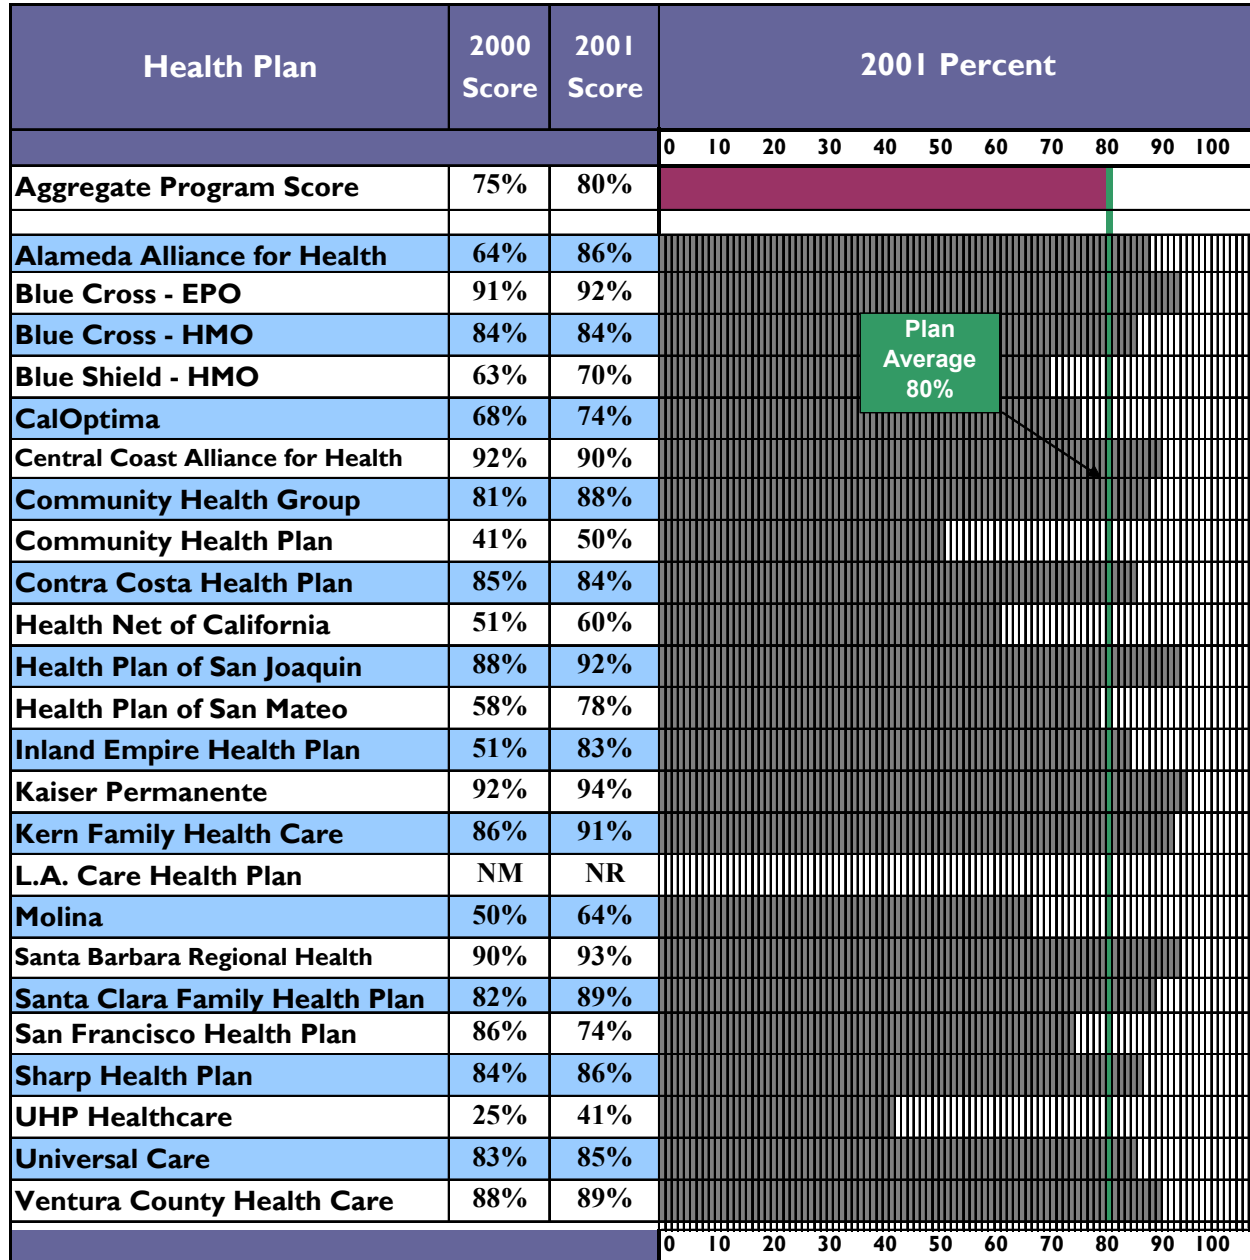 Health Plan 2000 Score 2001 Score 2001 Percent
0 10 20 30 40 50 60 70 80 90 100
Aggregate Program Score 75% 80%
Alameda Alliance for Health 64% 86%
Blue Cross - EPO 91% 92%
Blue Cross - HMO 84% 84%
Blue Shield - HMO 63% 70%
Plan
Average
80%
CalOptima 68% 74%
Central Coast Alliance for Health 92% 90%
Community Health Group 81% 88%
Community Health Plan 41% 50%
Contra Costa Health Plan 85% 84%
Health Net of California 51% 60%
Health Plan of San Joaquin 88% 92%
Health Plan of San Mateo 58% 78%
Inland Empire Health Plan 51% 83%
Kaiser Permanente 92% 94%
Kern Family Health Care 86% 91%
L.A. Care Health Plan NM NR
Molina 50% 64%
Santa Barbara Regional Health 90% 93%
Santa Clara Family Health Plan 82% 89%
San Francisco Health Plan 86% 74%
Sharp Health Plan 84% 86%
UHP Healthcare 25% 41%
Universal Care 83% 85%
Ventura County Health Care 88% 89%
0 10 20 30 40 50 60 70 80 90 100